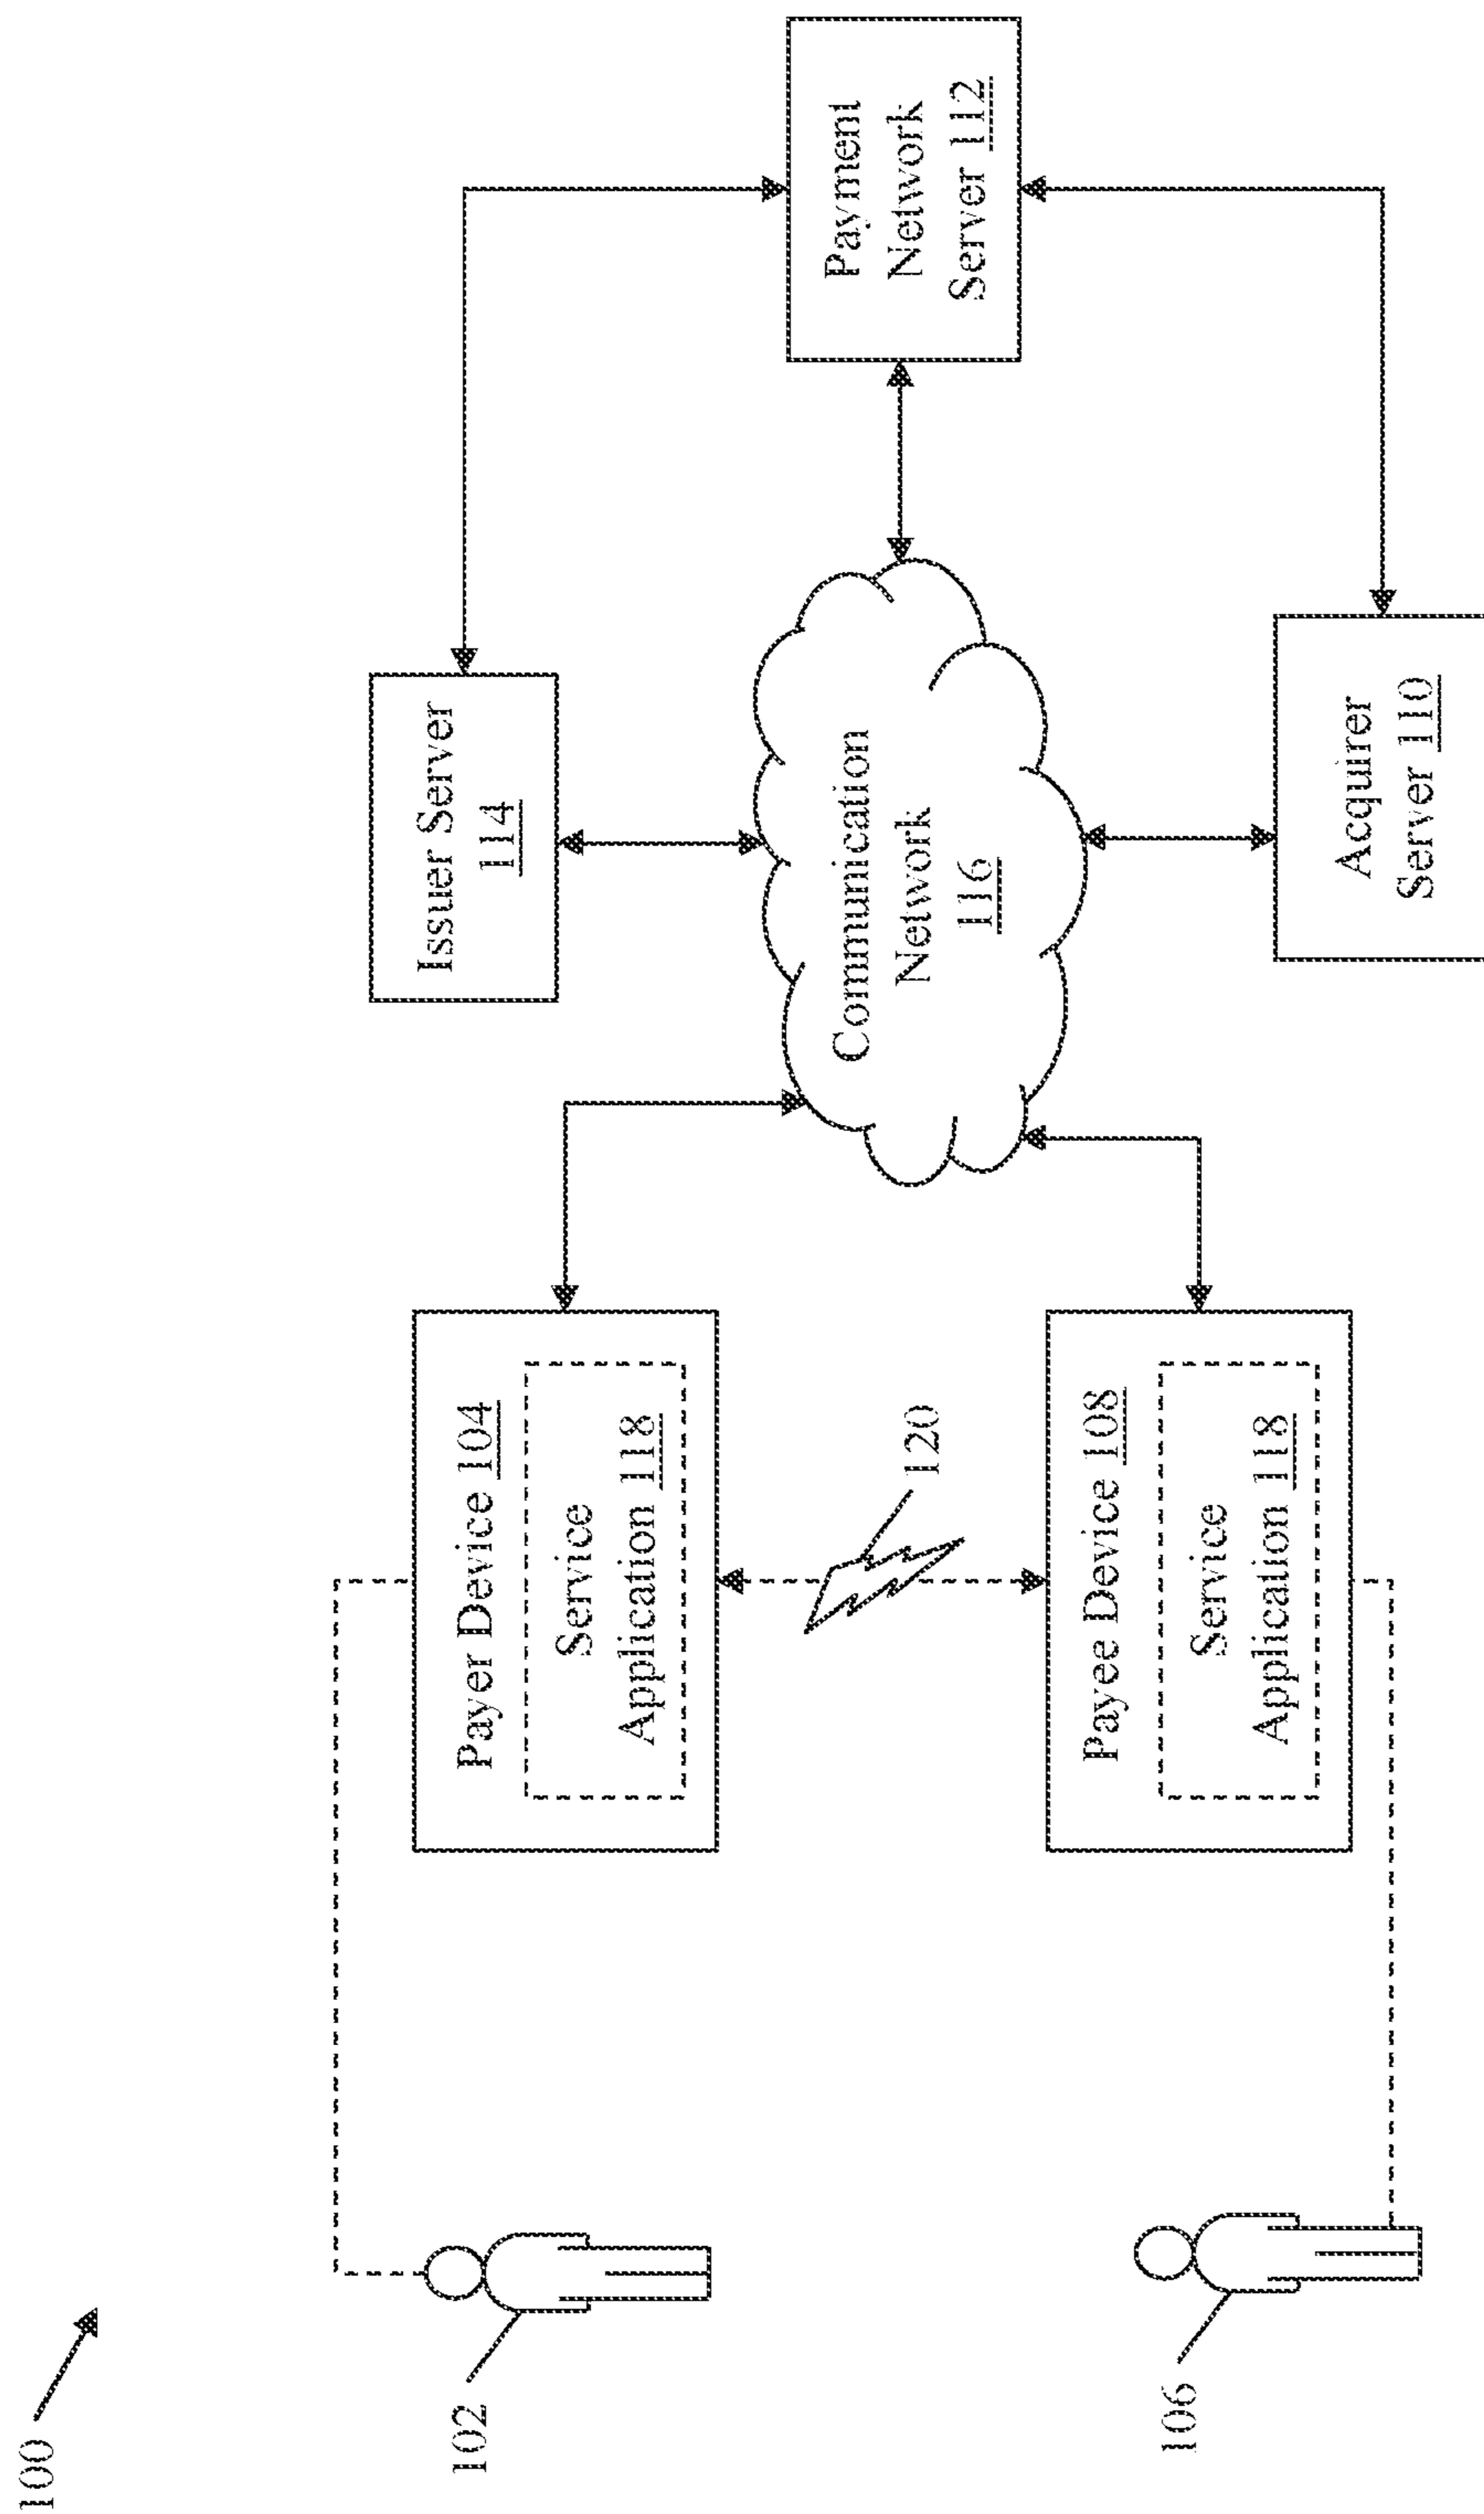 100
102
106
Payer Device 104
Service
Application 118
120
Payee Device 108
Service
Application 118
Issuer Server
114
Communication
Network
116
Acquirer
Server 110
Payment
Network
Server 112